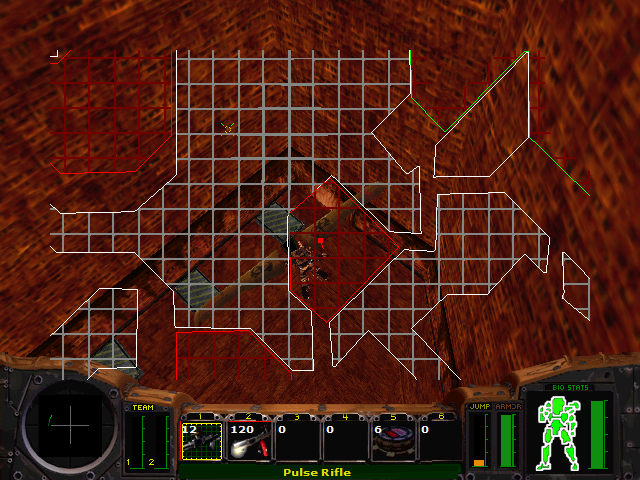 BIO STATS
TEAM
JUMP ARMOR
1 2 3 4 5 6
12 120 0 0 6 0
1 2
Pulse Rifle